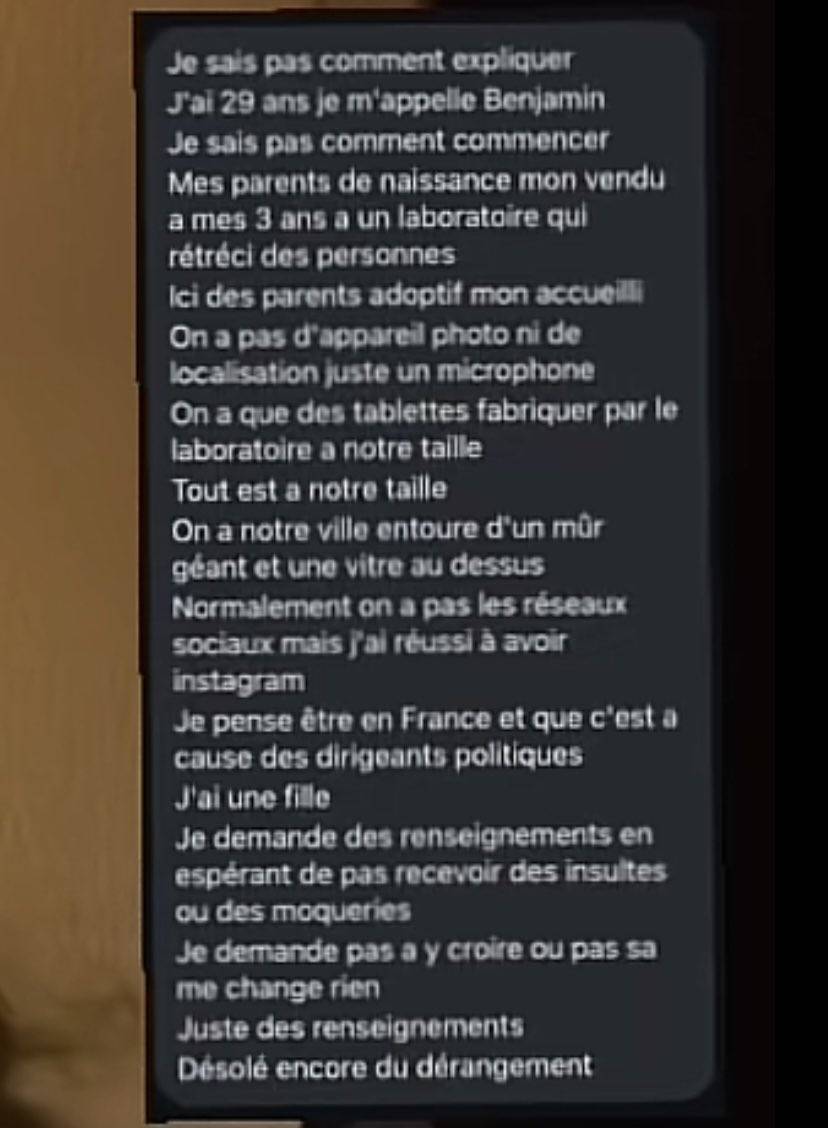 Je sais pas comment expliquer
J'ai 29 ans je m'appelle Benjamin
Je sais pas comment commencer
Mes parents de naissance mon vendu
a mes 3 ans a un laboratoire qui
rétréci des personnes
Ici des parents adoptif mon accueilli
On a pas d'appareil photo ni de
localisation juste un microphone
On a que des tablettes fabriquer par le
laboratoire a notre taille
Tout est a notre taille
On a notre ville entoure d'un mûr
géant et une vitre au dessus
Normalement on a pas les réseaux
sociaux mais j'ai réussi à avoir
instagram
Je pense être en France et que c'est a
cause des dirigeants politiques
J'ai une fille
Je demande des renseignements en
espérant de pas recevoir des insultes
ou des moqueries
Je demande pas a y croire ou pas sa
me change rien
Juste des renseignements
Désolé encore du dérangement